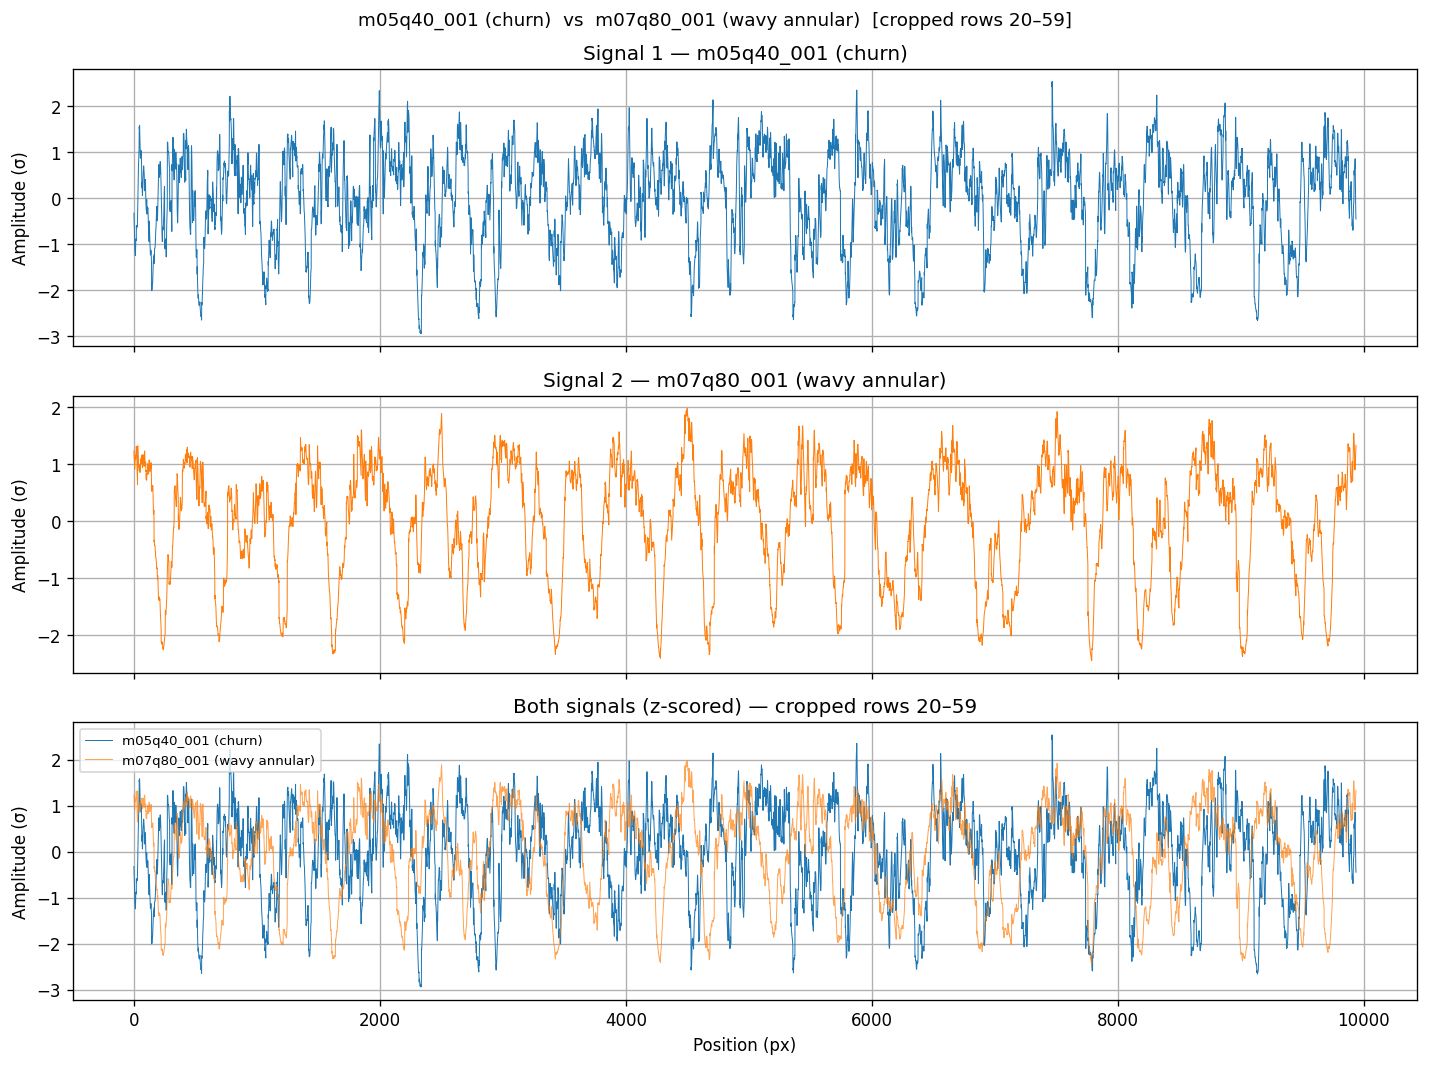 m05q40_001 (churn)  vs  m07q80_001 (wavy annular)  [cropped rows 20–59]
Signal 1 — m05q40_001 (churn)
2
1
0
−1
−2
−3
Amplitude (σ)
Signal 2 — m07q80_001 (wavy annular)
2
1
0
−1
−2
Amplitude (σ)
Both signals (z-scored) — cropped rows 20–59
m05q40_001 (churn)
m07q80_001 (wavy annular)
2
1
0
−1
−2
−3
Amplitude (σ)
0 2000 4000 6000 8000 10000
Position (px)